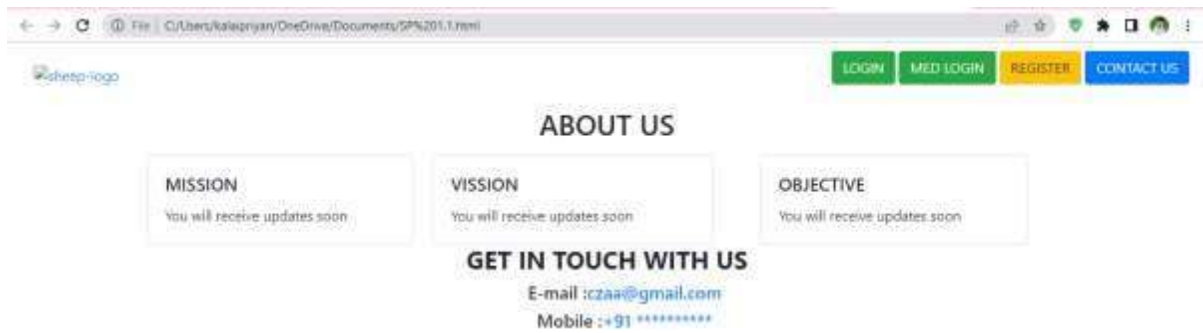 File C:/Users/kalaipriyan/OneDrive/Documents/SP%201.1.html
sheep-logo
LOGIN MED LOGIN REGISTER CONTACT US
ABOUT US
MISSION VISSION OBJECTIVE
You will receive updates soon You will receive updates soon You will receive updates soon
GET IN TOUCH WITH US
E-mail :czaa@gmail.com
Mobile :+91 **********